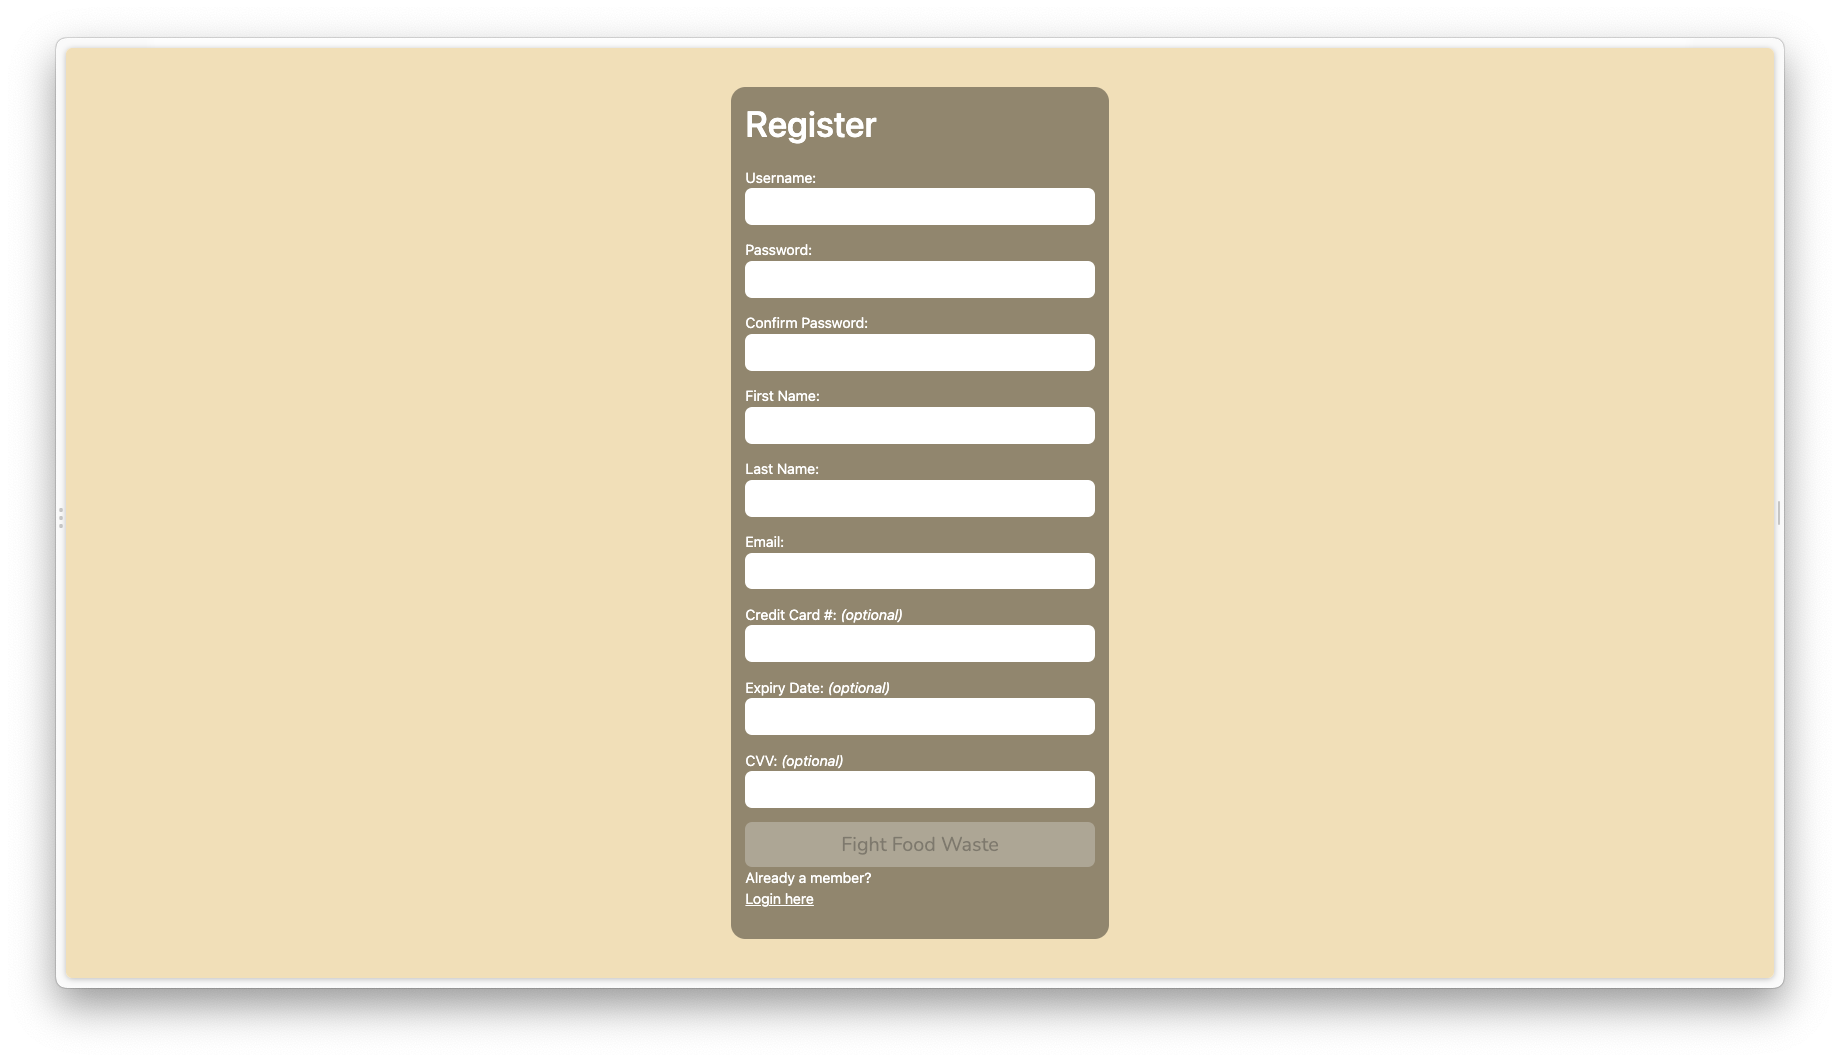 Register
Username:
Password:
Confirm Password:
First Name:
Last Name:
Email:
Credit Card #: (optional)
Expiry Date: (optional)
CVV: (optional)
Fight Food Waste
Already a member?
Login here